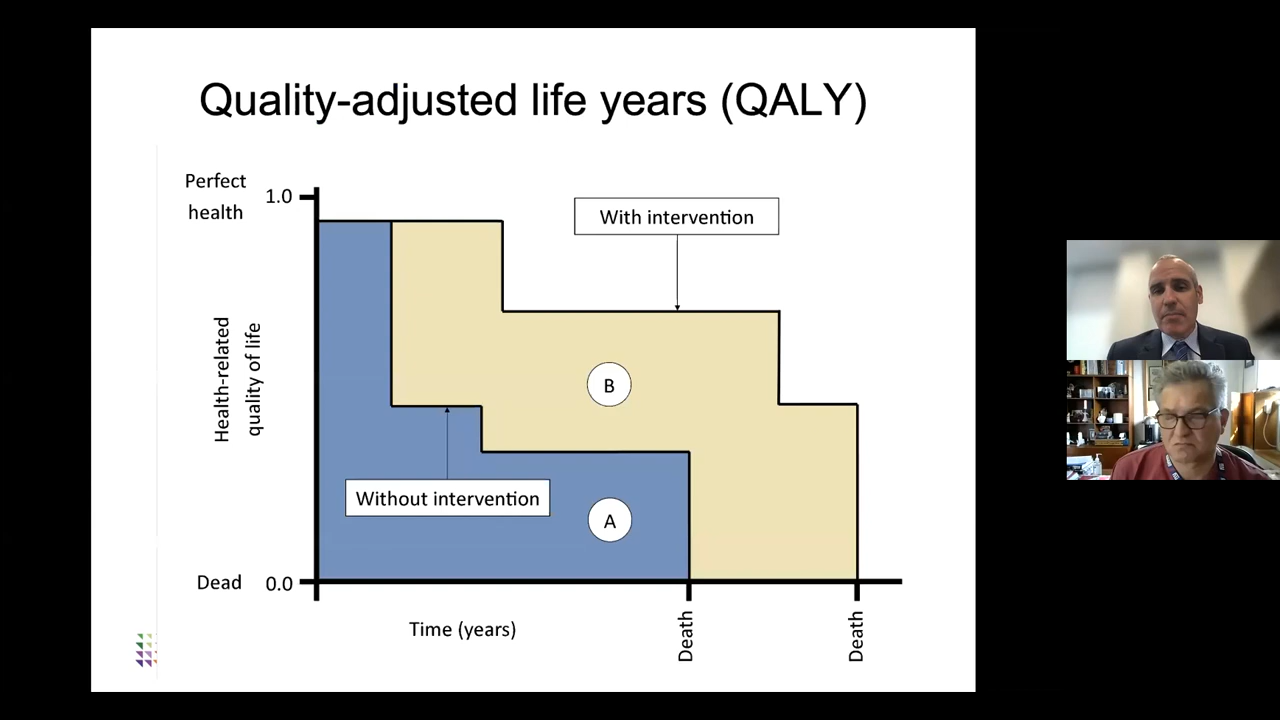 Quality-adjusted life years (QALY)
Perfect
health
1.0
With intervention
Health-related
quality of life
B
Without intervention
A
Dead
0.0
Time (years)
Death
Death